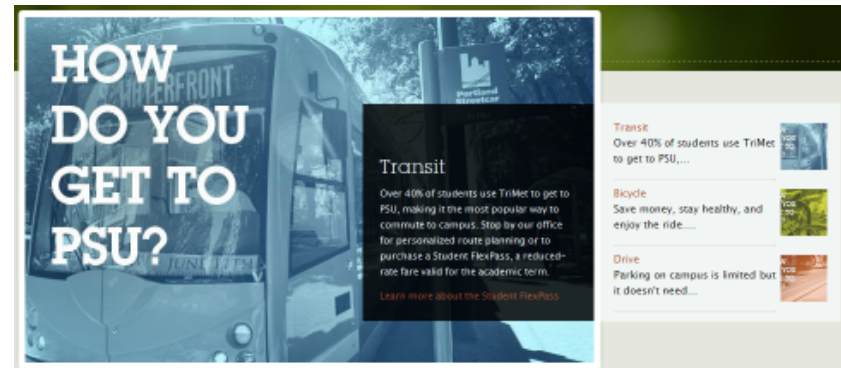 HOW
DO YOU
GET TO
PSU?
WATERFRONT
JUNE 11TH
Portland
Streetcar
Transit
Over 40% of students use TriMet to get to
PSU, making it the most popular way to
commute to campus. Stop by our office
for personalized route planning or to
purchase a Student FlexPass, a reduced-
rate fare valid for the academic term.
Learn more about the Student FlexPass
Transit
Over 40% of students use TriMet
to get to PSU,...
Bicycle
Save money, stay healthy, and
enjoy the ride....
Drive
Parking on campus is limited but
it doesn't need...